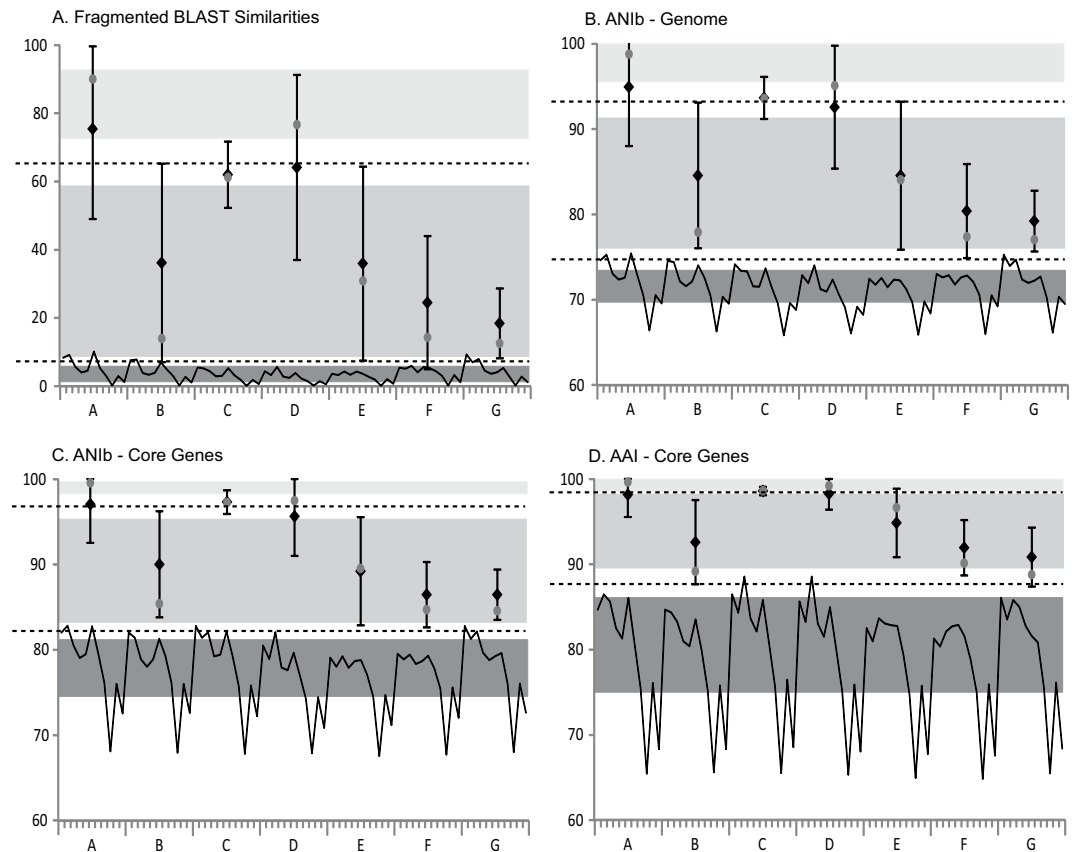 A. Fragmented BLAST Similarities
100
80
60
40
20
0
A B C D E F G
B. ANIb - Genome
100
90
80
70
60
A B C D E F G
C. ANIb - Core Genes
100
90
80
70
60
A B C D E F G
D. AAI - Core Genes
100
90
80
70
60
A B C D E F G